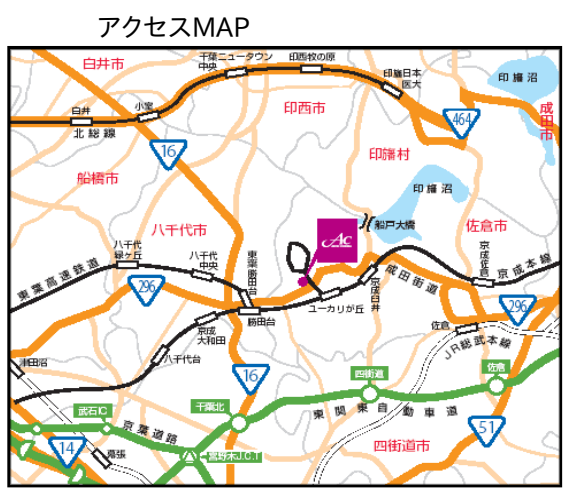 アクセスMAP
白井市
千葉ニュータウン
中央
印西牧の原
印旛日本
医大
印旛沼
成田市
白井
小室
印西市
北総線
464
16
印旛村
船橋市
印旛沼
八千代市
Ac
船戸大橋
佐倉市
八千代
緑ヶ丘
八千代
中央
東葉勝田台
京成佐倉
京成本線
東葉高速鉄道
296
京成臼井
成田街道
ユーカリが丘
296
勝田台
京成
大和田
佐倉
JR総武本線
八千代台
津田沼
16
四街道
佐倉
武石IC
千葉北
東関東自動車道
京葉道路
51
14
幕張
宮野木J.C.T
四街道市